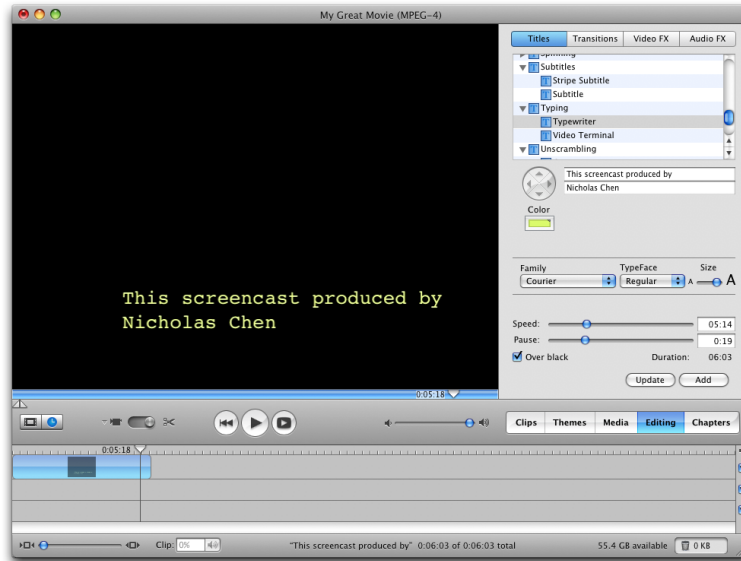 My Great Movie (MPEG-4)
Titles Transitions Video FX Audio FX
Subtitles
Stripe Subtitle
Subtitle
Typing
Typewriter
Video Terminal
Unscrambling
This screencast produced by
Nicholas Chen
Color
Family TypeFace Size
Courier Regular A A
This screencast produced by
Nicholas Chen
Speed: 05:14
Pause: 0:19
Over black Duration: 06:03
Update Add
0:05:18
Clips Themes Media Editing Chapters
0:05:18
Clip: 0% "This screencast produced by" 0:06:03 of 0:06:03 total 55.4 GB available 0 KB